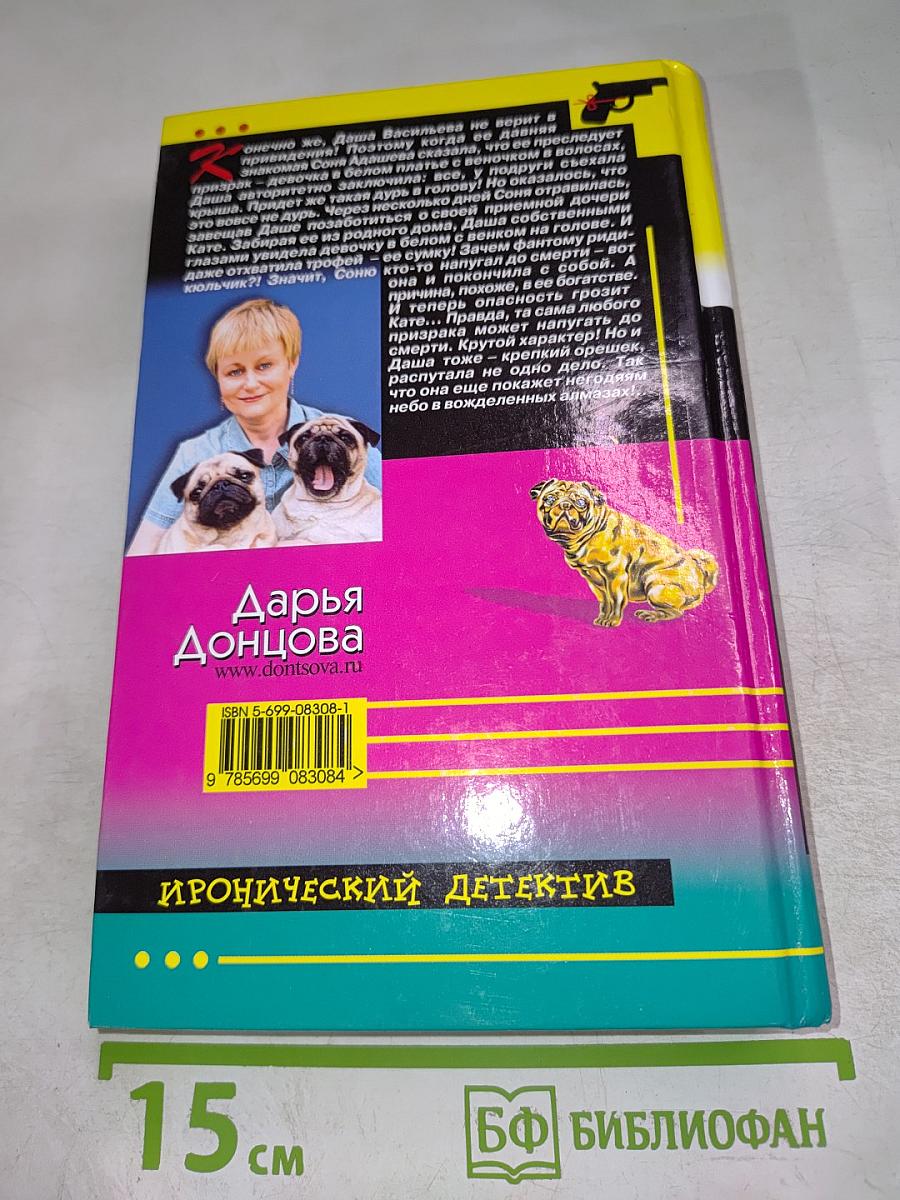 Конечно же, Даша Васильева не верит в
привидения! Поэтому когда ее давняя
знакомая Соня Адашева сказала, что ее преследует
призрак – девочка в белом платье с веночком в волосах,
Даша авторитетно заключила: все, у подруги съехала
крыша. Придет же такая дурь в голову! Но оказалось, что
это вовсе не дурь. Через несколько дней Соня отравилась,
завещав Даше позаботиться о своей приемной дочери
Кате. Забирая ее из родного дома, Даша собственными
глазами увидела девочку в белом с венком на голове. И
даже отхватила трофей – ее сумку! Зачем фантому риди-
кюльчик?! Значит, Соню кто-то напугал до смерти – вот
она и покончила с собой. А
причина, похоже, в ее богатстве.
И теперь опасность грозит
Кате... Правда, та сама любого
призрака может напугать до
смерти. Крутой характер! Но и
Даша тоже – крепкий орешек,
распутала не одно дело. Так
что она еще покажет негодяям
небо в вожделенных алмазах!..
Дарья
Донцова
www.dontsova.ru
ISBN 5-699-08308-1
9 785699 083084 >
ИРОНИЧЕСКИЙ ДЕТЕКТИВ
15 см
БФ БИБЛИОФАН